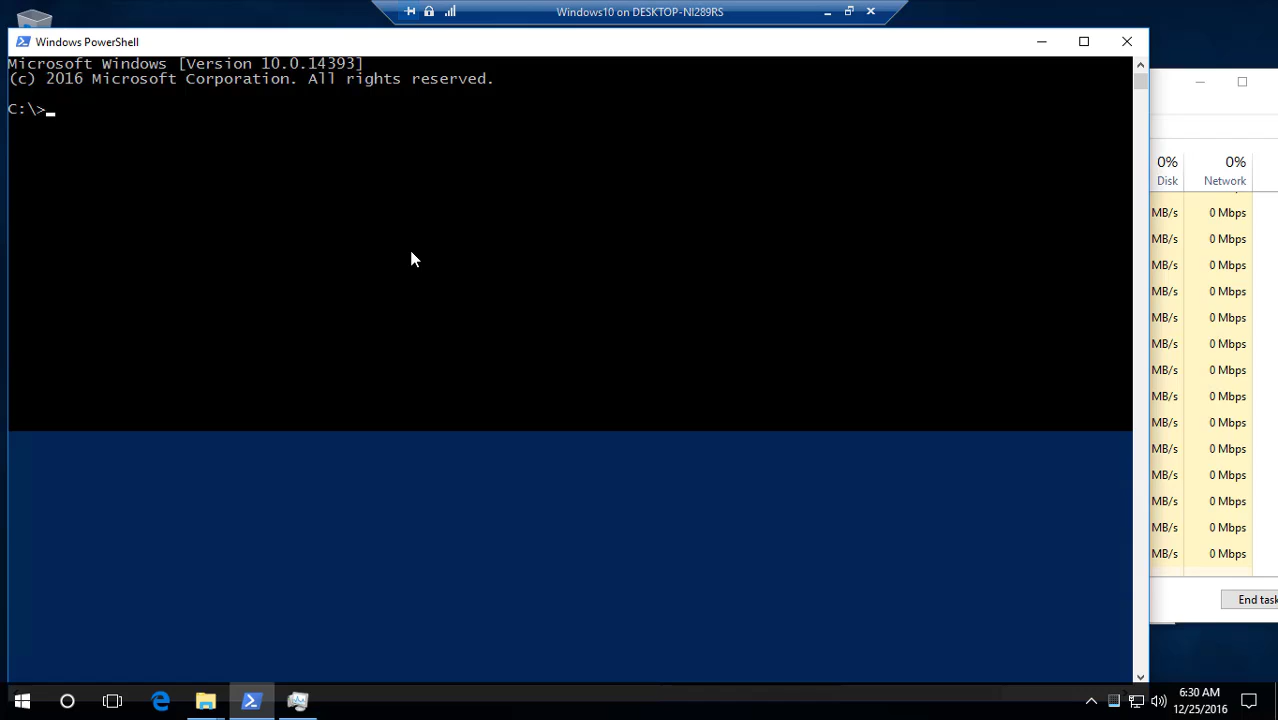 Windows10 on DESKTOP-NI289RS
Windows PowerShell
Microsoft Windows [Version 10.0.14393]
(c) 2016 Microsoft Corporation. All rights reserved.
C:\>
0% 0%
Disk Network
MB/s 0 Mbps
MB/s 0 Mbps
MB/s 0 Mbps
MB/s 0 Mbps
MB/s 0 Mbps
MB/s 0 Mbps
MB/s 0 Mbps
MB/s 0 Mbps
MB/s 0 Mbps
MB/s 0 Mbps
MB/s 0 Mbps
MB/s 0 Mbps
MB/s 0 Mbps
MB/s 0 Mbps
End task
6:30 AM
12/25/2016